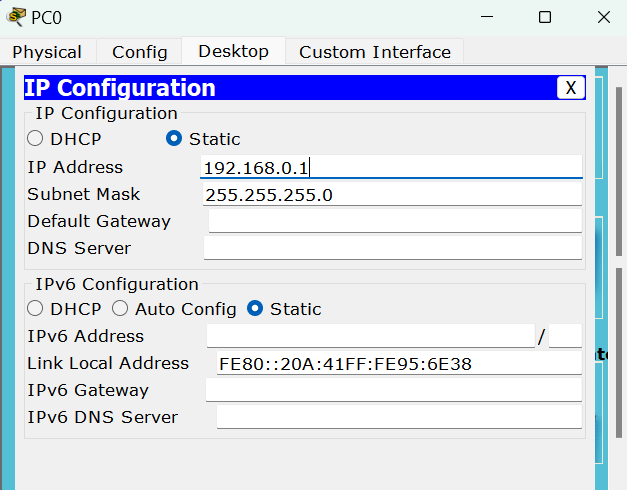 PC0
Physical Config Desktop Custom Interface
IP Configuration X
IP Configuration
DHCP Static
IP Address 192.168.0.1
Subnet Mask 255.255.255.0
Default Gateway
DNS Server
IPv6 Configuration
DHCP Auto Config Static
IPv6 Address /
Link Local Address FE80::20A:41FF:FE95:6E38
IPv6 Gateway
IPv6 DNS Server